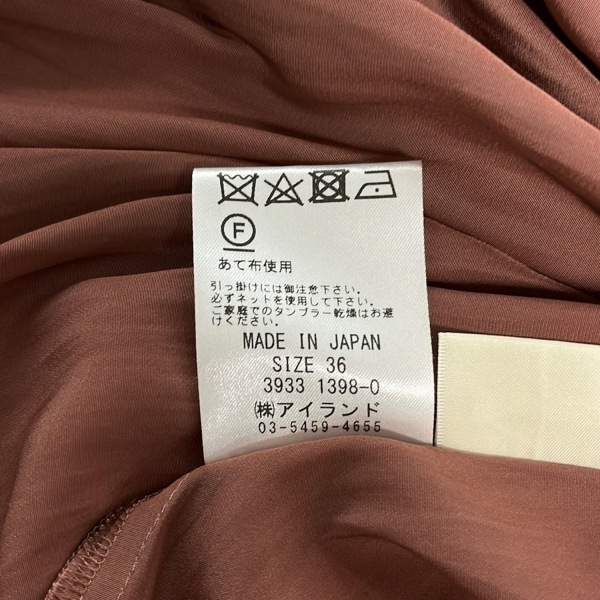 F
あて布使用
引っ掛けには御注意下さい。
必ずネットを使用して下さい。
ご家庭でのタンブラー乾燥はお避
けください。
MADE IN JAPAN
SIZE 36
3933 1398-0
㈱アイランド
03-5459-4655